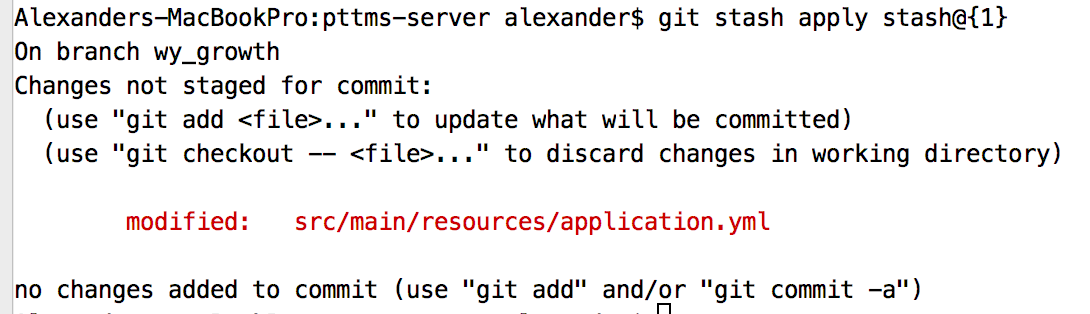 Alexanders-MacBookPro:pttms-server alexander$ git stash apply stash@{1}
On branch wy_growth
Changes not staged for commit:
  (use "git add <file>..." to update what will be committed)
  (use "git checkout -- <file>..." to discard changes in working directory)
        modified:   src/main/resources/application.yml
no changes added to commit (use "git add" and/or "git commit -a")